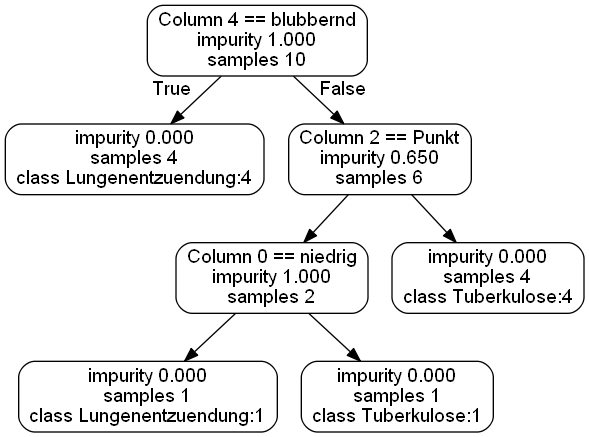 Column 4 == blubbernd
impurity 1.000
samples 10
True
False
impurity 0.000
samples 4
class Lungenentzuendung:4
Column 2 == Punkt
impurity 0.650
samples 6
Column 0 == niedrig
impurity 1.000
samples 2
impurity 0.000
samples 4
class Tuberkulose:4
impurity 0.000
samples 1
class Lungenentzuendung:1
impurity 0.000
samples 1
class Tuberkulose:1